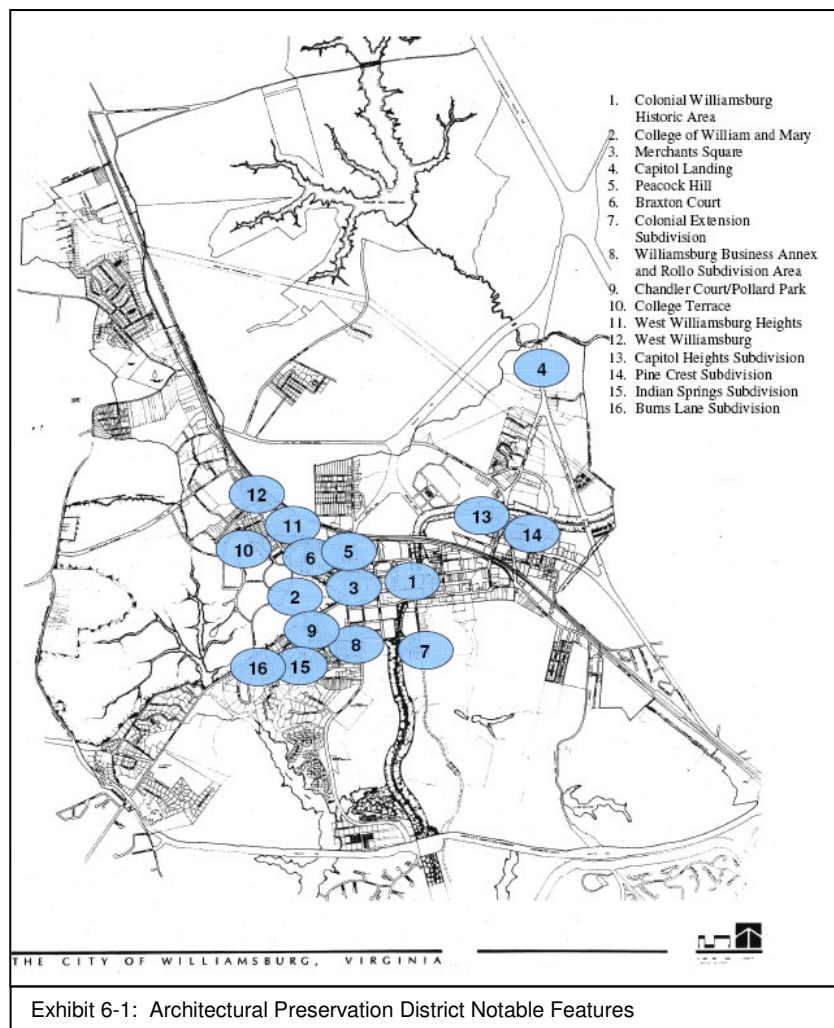 1. Colonial Williamsburg
Historic Area
2. College of William and Mary
3. Merchants Square
4. Capitol Landing
5. Peacock Hill
6. Braxton Court
7. Colonial Extension
Subdivision
8. Williamsburg Business Annex
and Rollo Subdivision Area
9. Chandler Court/Pollard Park
10. College Terrace
11. West Williamsburg Heights
12. West Williamsburg
13. Capitol Heights Subdivision
14. Pine Crest Subdivision
15. Indian Springs Subdivision
16. Burns Lane Subdivision
4
12
13
11
14
10
6
5
3
1
2
9
8
7
16
15
THE CITY OF WILLIAMSBURG, VIRGINIA
Exhibit 6-1: Architectural Preservation District Notable Features